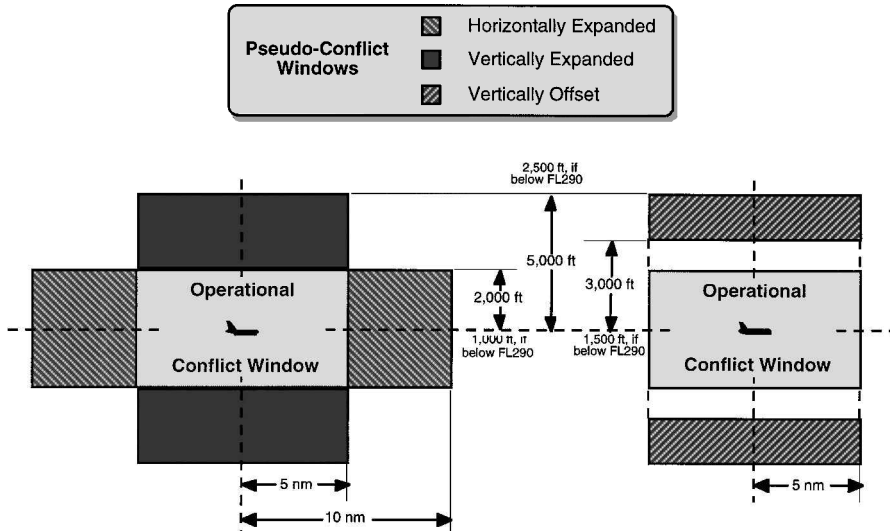 Pseudo-Conflict
Windows
Horizontally Expanded
Vertically Expanded
Vertically Offset
2,500 ft, if
below FL290
5,000 ft
2,000 ft
3,000 ft
Operational
Conflict Window
1,000 ft, if
below FL290
1,500 ft, if
below FL290
Operational
Conflict Window
5 nm
10 nm
5 nm